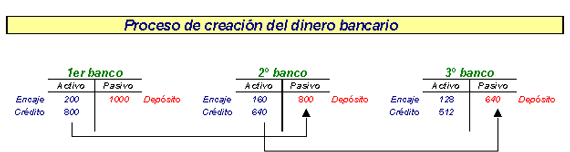 Proceso de creación del dinero bancario
1er banco 2º banco 3º banco
Activo Pasivo Activo Pasivo Activo Pasivo
Encaje 200 1000 Depósito Encaje 160 800 Depósito Encaje 128 640 Depósito
Crédito 800 Crédito 640 Crédito 512